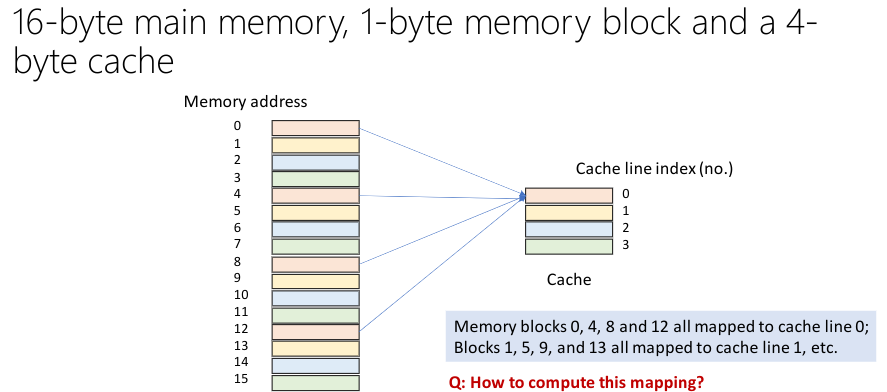 16-byte main memory, 1-byte memory block and a 4-
byte cache
Memory address
0
1
2
3
4
5
6
7
8
9
10
11
12
13
14
15
Cache line index (no.)
0
1
2
3
Cache
Memory blocks 0, 4, 8 and 12 all mapped to cache line 0;
Blocks 1, 5, 9, and 13 all mapped to cache line 1, etc.
Q: How to compute this mapping?